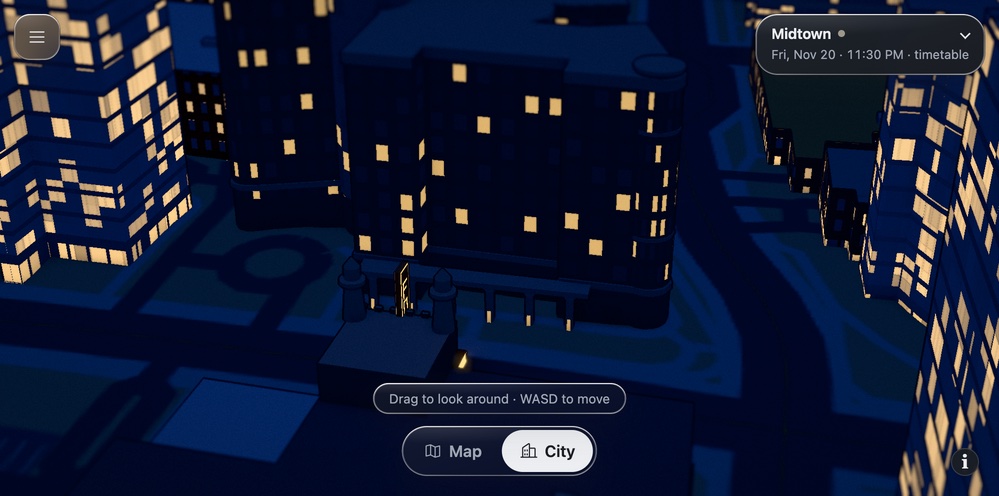 Midtown
Fri, Nov 20 · 11:30 PM · timetable
Drag to look around · WASD to move
Map
City